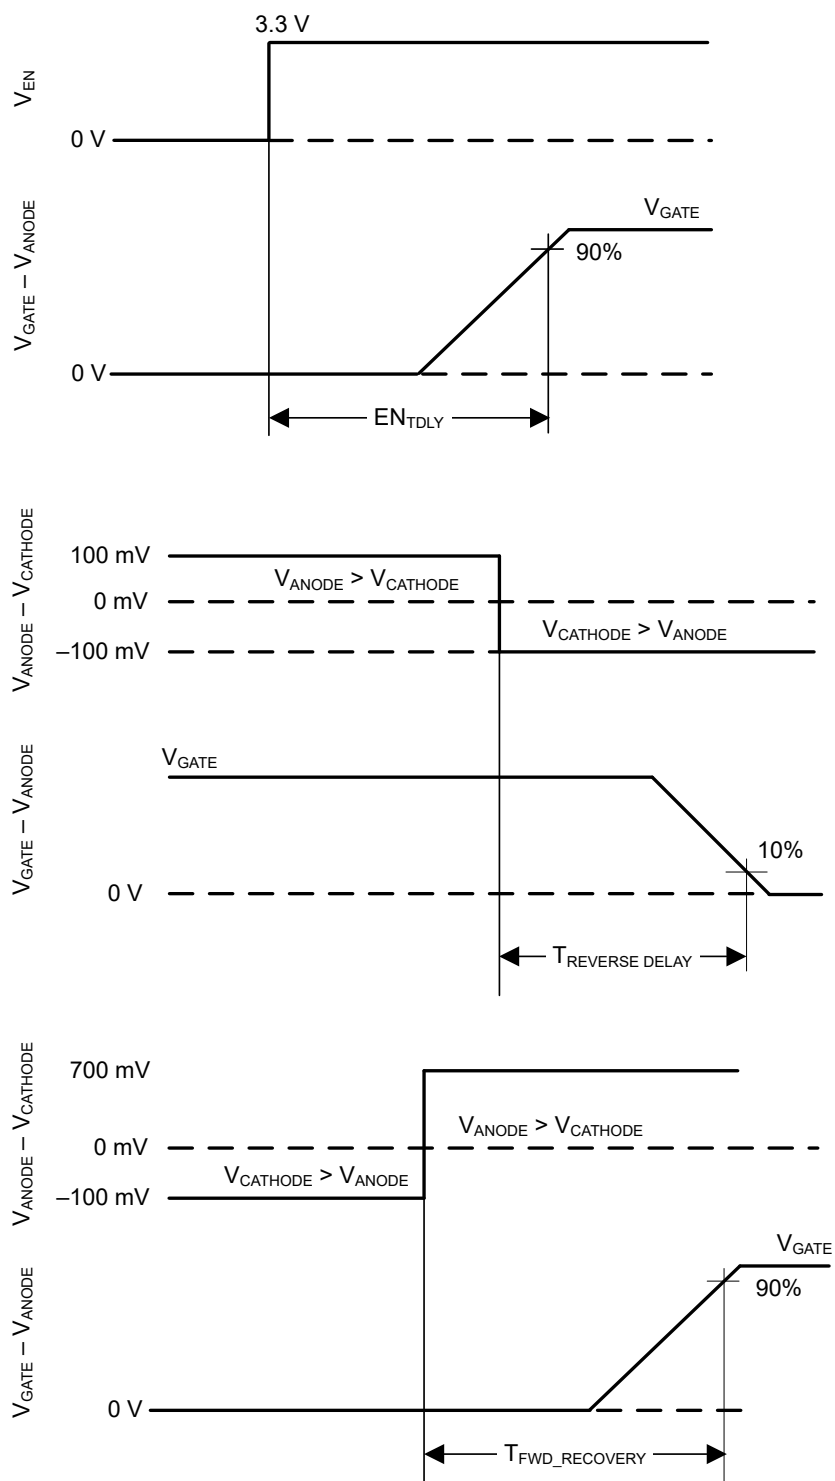 3.3 V
V_EN
0 V
V_GATE – V_ANODE
V_GATE
90%
0 V
EN_TDLY
V_ANODE – V_CATHODE
100 mV
V_ANODE > V_CATHODE
0 mV
V_CATHODE > V_ANODE
–100 mV
V_GATE – V_ANODE
V_GATE
10%
0 V
T_REVERSE DELAY
V_ANODE – V_CATHODE
700 mV
V_ANODE > V_CATHODE
0 mV
V_CATHODE > V_ANODE
–100 mV
V_GATE – V_ANODE
V_GATE
90%
0 V
T_FWD_RECOVERY